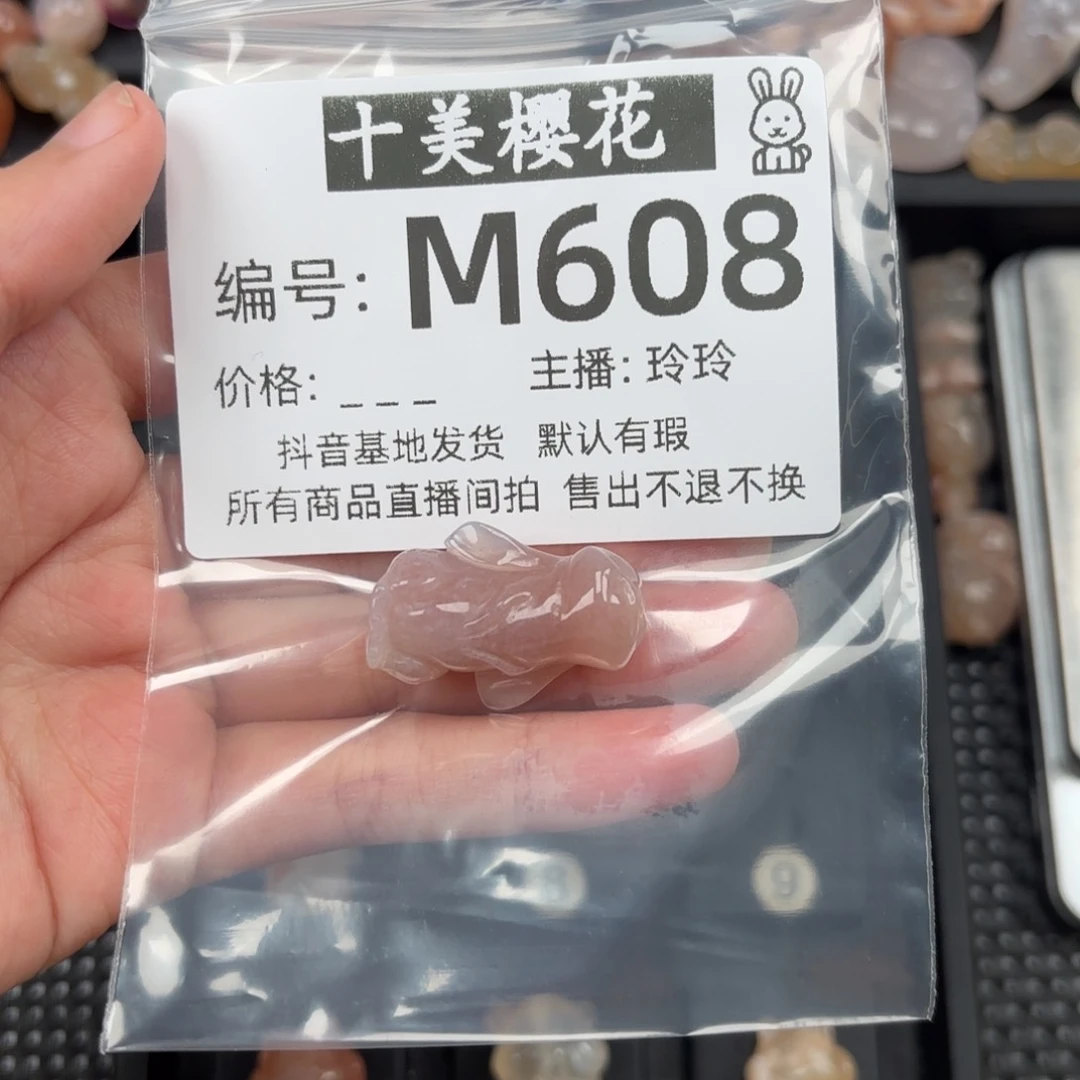 十美樱花
编号: M608
价格: _ _ _ 主播: 玲玲
抖音基地发货 默认有瑕
所有商品直播间拍 售出不退不换
9